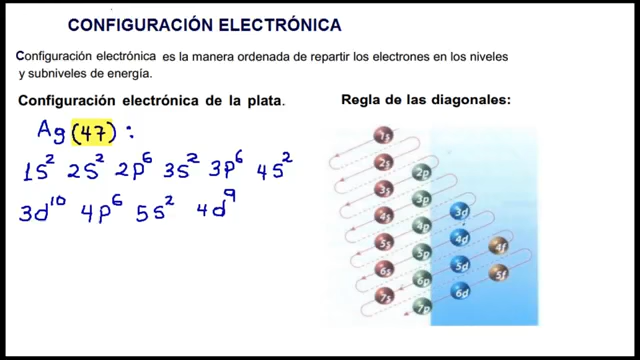 CONFIGURACIÓN ELECTRÓNICA
Configuración electrónica es la manera ordenada de repartir los electrones en los niveles
y subniveles de energía.
Configuración electrónica de la plata.
Ag (47) :
1s² 2s² 2p⁶ 3s² 3p⁶ 4s²
3d¹⁰ 4p⁶ 5s² 4d⁹
Regla de las diagonales:
1s
2s 2p
3s 3p 3d
4s 4p 4d 4f
5s 5p 5d 5f
6s 6p 6d
7s 7p